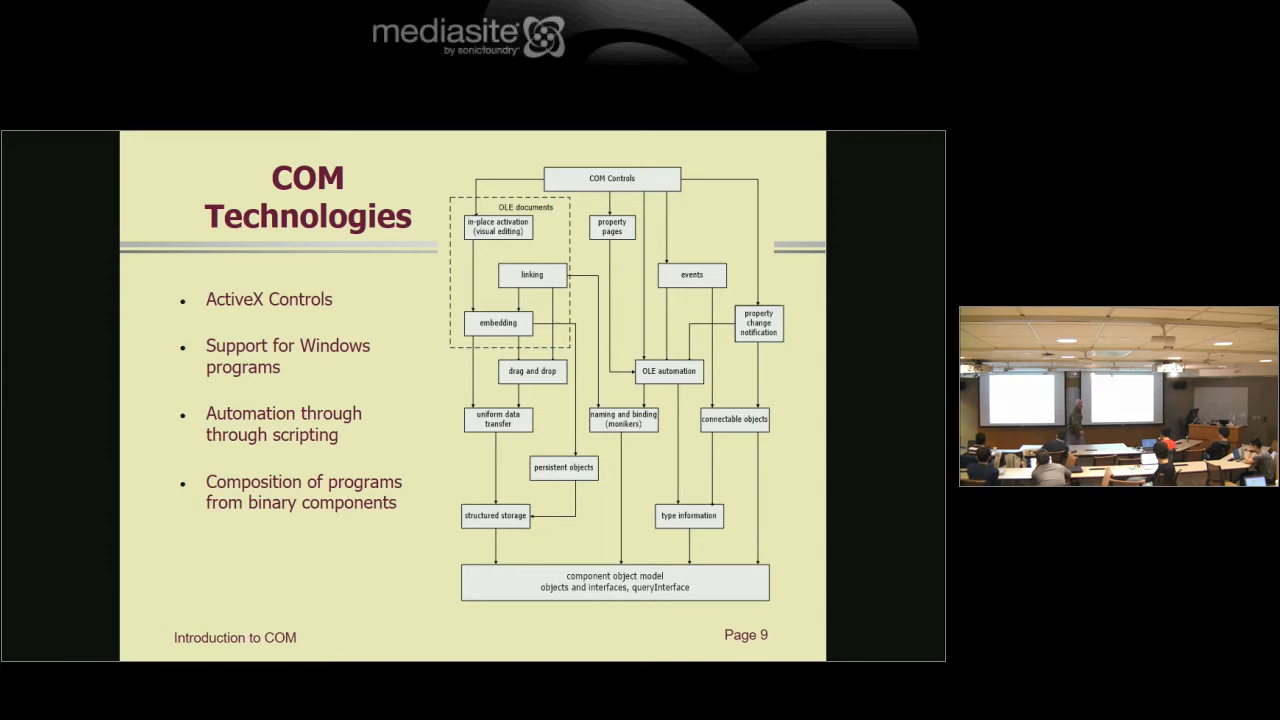 mediasite
by sonicfoundry
COM
Technologies
ActiveX Controls
Support for Windows
programs
Automation through
through scripting
Composition of programs
from binary components
COM Controls
OLE documents
in-place activation
(visual editing)
property
pages
linking
events
embedding
property
change
notification
drag and drop
OLE automation
uniform data
transfer
naming and binding
(monikers)
connectable objects
persistent objects
structured storage
type information
component object model
objects and interfaces, queryInterface
Introduction to COM
Page 9